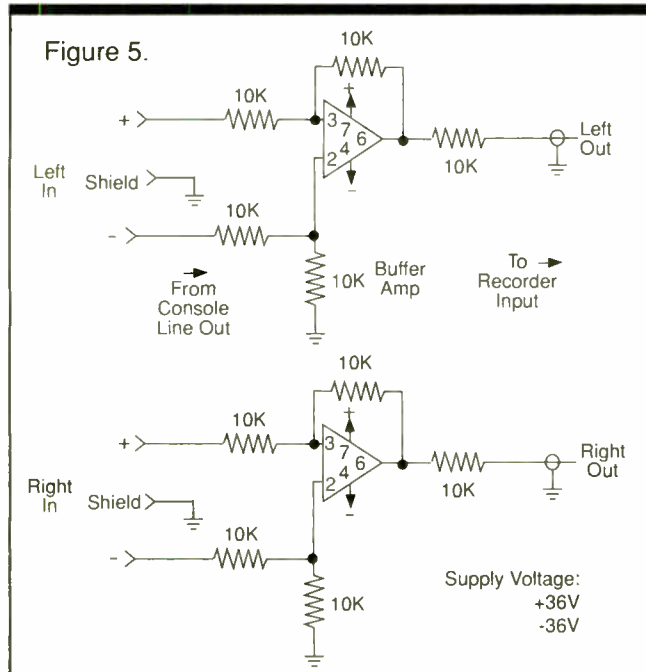 Figure 5.
10K
10K
+
+
3
7
6
4
2
-
10K
Left
Out
Left
In
Shield
10K
-
10K
Buffer
Amp
From
Console
Line Out
To
Recorder
Input
10K
10K
+
+
3
7
6
4
2
-
10K
Right
Out
Right
In
Shield
10K
-
10K
Supply Voltage:
+36V
-36V